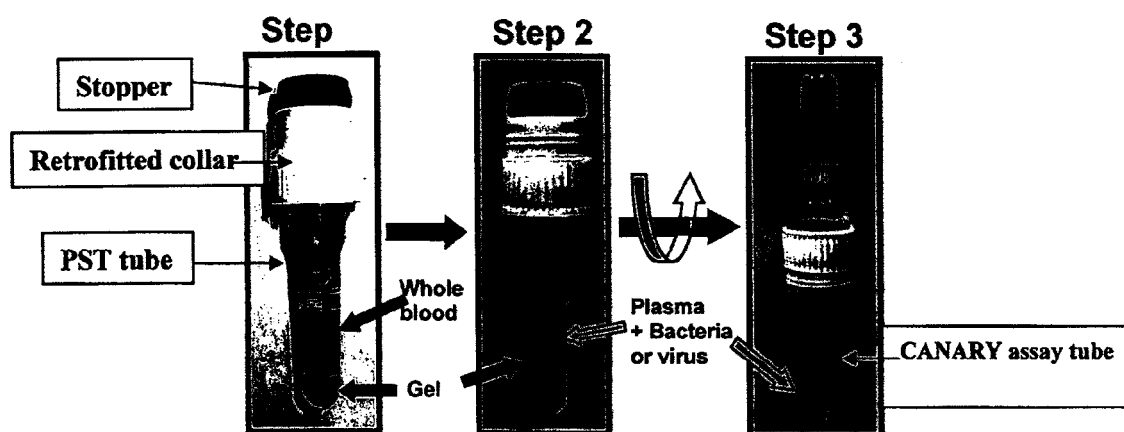 Step
Step 2
Step 3
Stopper
Retrofitted collar
PST tube
Whole
blood
Gel
Plasma
+ Bacteria
or virus
CANARY assay tube